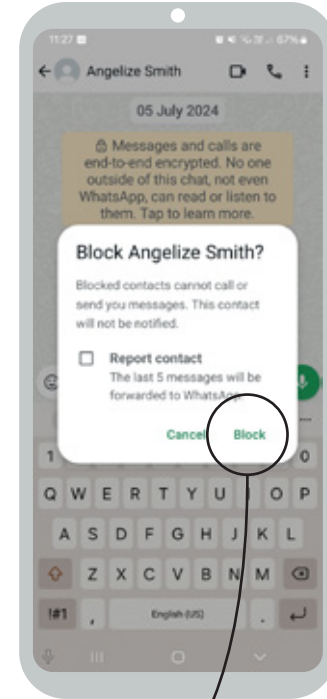 11:27
67%
Angelize Smith
05 July 2024
Messages and calls are
end-to-end encrypted. No one
outside of this chat, not even
WhatsApp, can read or listen to
them. Tap to learn more.
Block Angelize Smith?
Blocked contacts cannot call or
send you messages. This contact
will not be notified.
Report contact
The last 5 messages will be
forwarded to WhatsApp.
Cancel Block
1 0
Q W E R T Y U I O P
A S D F G H J K L
Z X C V B N M
!#1 , English (US) .